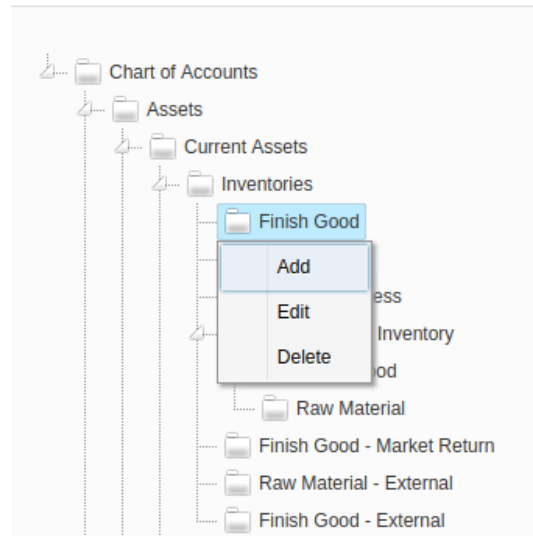 Chart of Accounts
Assets
Current Assets
Inventories
Finish Good
Add
ess
Edit
Inventory
Delete
ood
Raw Material
Finish Good - Market Return
Raw Material - External
Finish Good - External